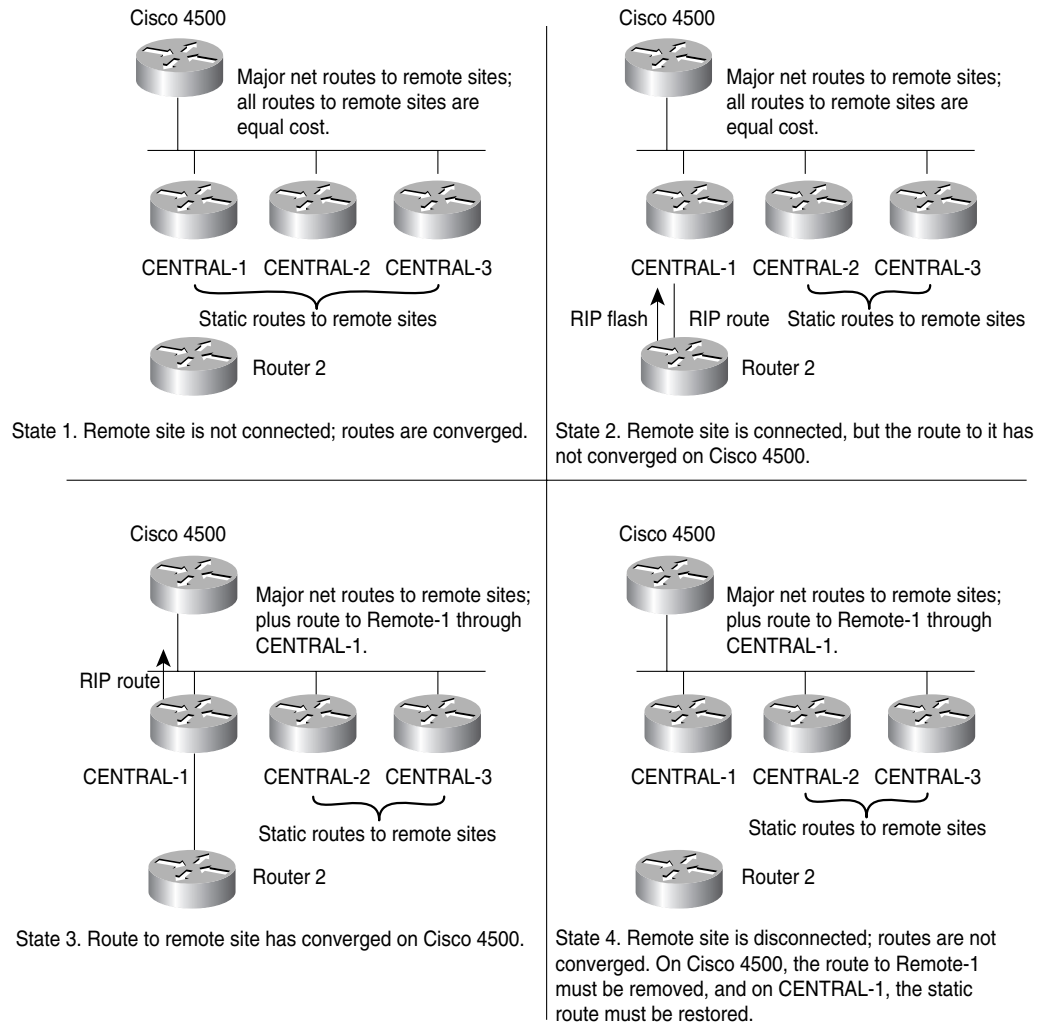 Cisco 4500
Major net routes to remote sites;
all routes to remote sites are
equal cost.
CENTRAL-1 CENTRAL-2 CENTRAL-3
Static routes to remote sites
Router 2
State 1. Remote site is not connected; routes are converged.
Cisco 4500
Major net routes to remote sites;
all routes to remote sites are
equal cost.
CENTRAL-1 CENTRAL-2 CENTRAL-3
RIP flash RIP route Static routes to remote sites
Router 2
State 2. Remote site is connected, but the route to it has
not converged on Cisco 4500.
Cisco 4500
Major net routes to remote sites;
plus route to Remote-1 through
CENTRAL-1.
RIP route
CENTRAL-1 CENTRAL-2 CENTRAL-3
Static routes to remote sites
Router 2
State 3. Route to remote site has converged on Cisco 4500.
Cisco 4500
Major net routes to remote sites;
plus route to Remote-1 through
CENTRAL-1.
CENTRAL-1 CENTRAL-2 CENTRAL-3
Static routes to remote sites
Router 2
State 4. Remote site is disconnected; routes are not
converged. On Cisco 4500, the route to Remote-1
must be removed, and on CENTRAL-1, the static
route must be restored.